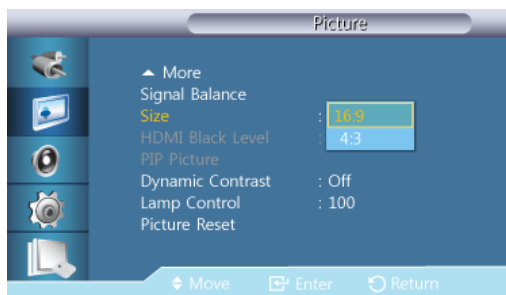 Picture
▲ More
Signal Balance
Size : 16:9
4:3
HDMI Black Level :
PIP Picture
Dynamic Contrast : Off
Lamp Control : 100
Picture Reset
Move Enter Return